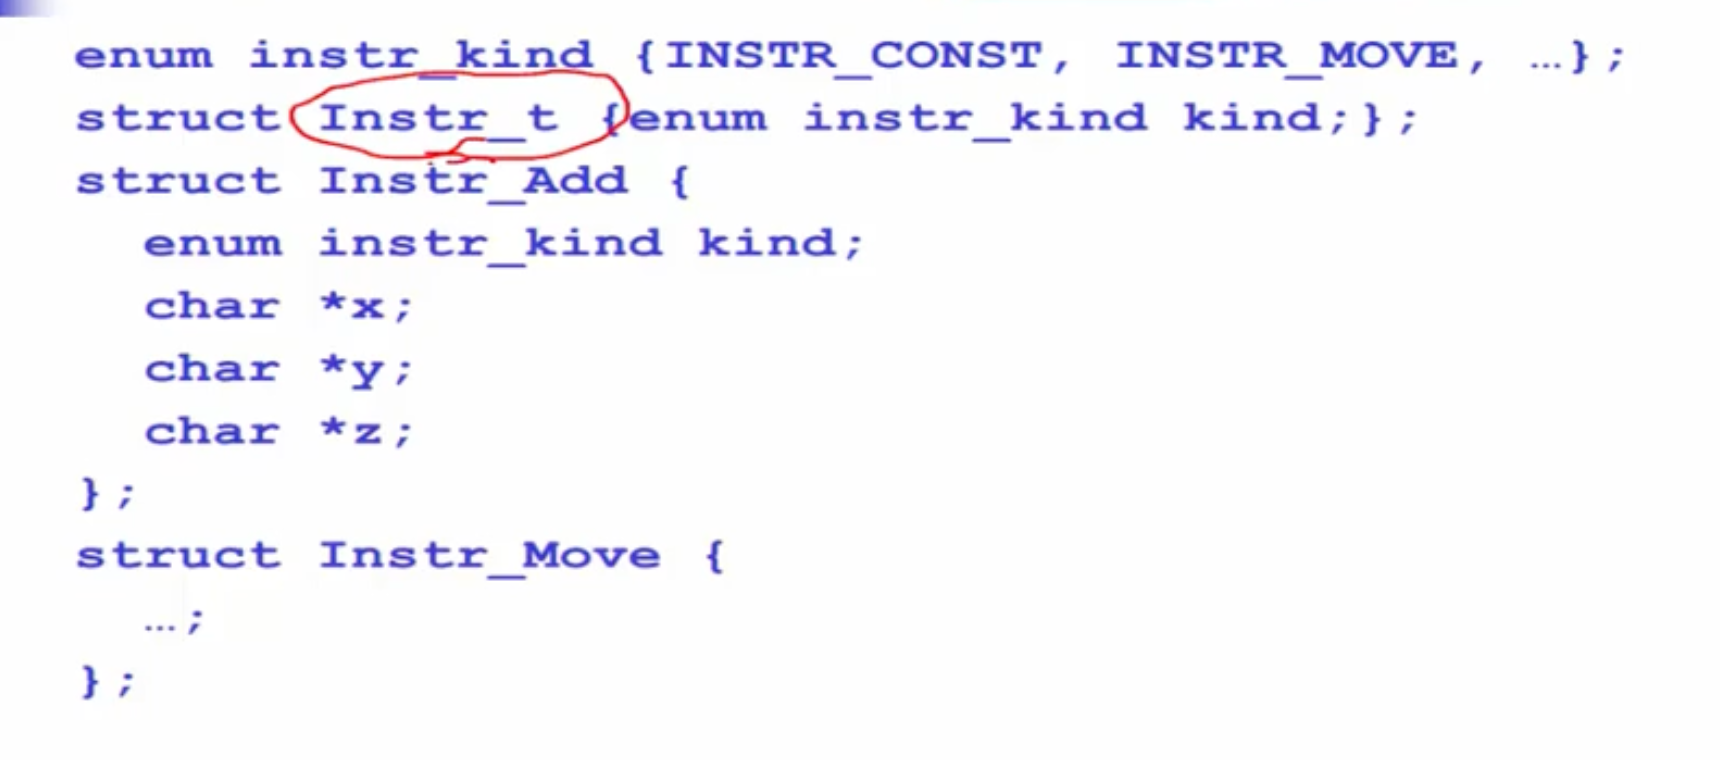 enum instr_kind {INSTR_CONST, INSTR_MOVE, …};
struct Instr_t {enum instr_kind kind;};
struct Instr_Add {
enum instr_kind kind;
char *x;
char *y;
char *z;
};
struct Instr_Move {
…;
};